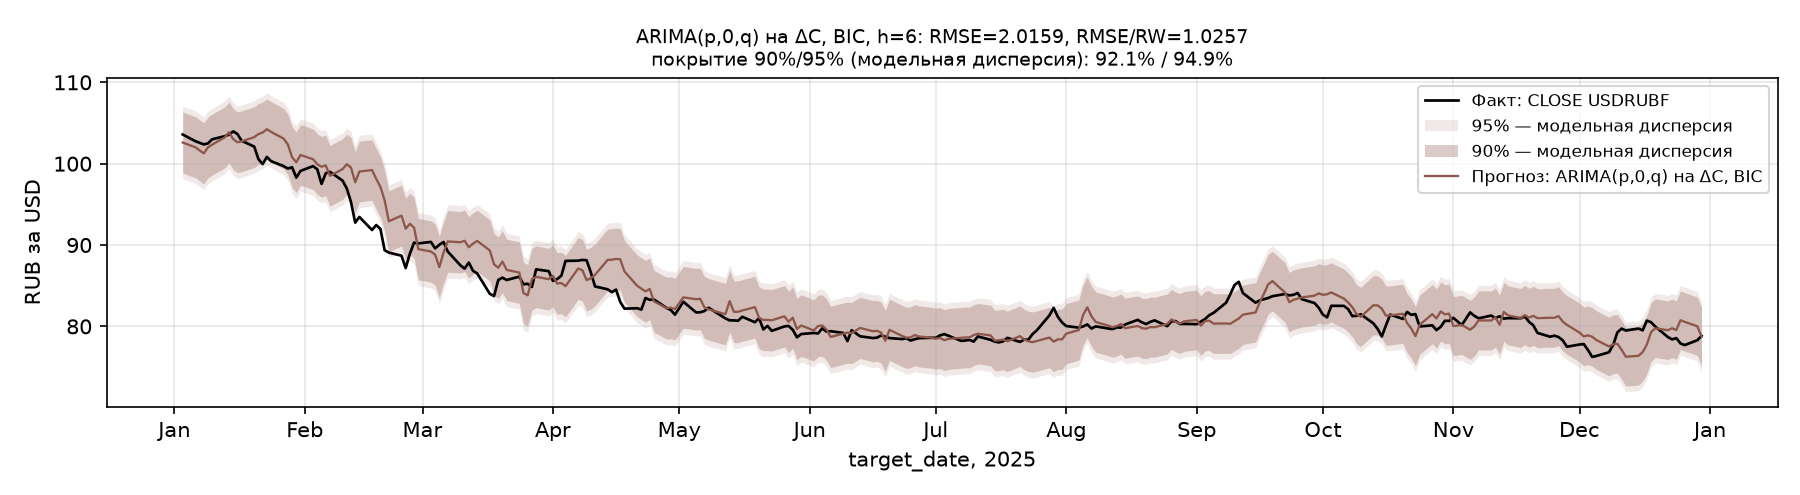 ARIMA(p,0,q) на ΔC, BIC, h=6: RMSE=2.0159, RMSE/RW=1.0257
покрытие 90%/95% (модельная дисперсия): 92.1% / 94.9%
110
100
90
80
RUB за USD
Факт: CLOSE USDRUBF
95% — модельная дисперсия
90% — модельная дисперсия
Прогноз: ARIMA(p,0,q) на ΔC, BIC
Jan Feb Mar Apr May Jun Jul Aug Sep Oct Nov Dec Jan
target_date, 2025